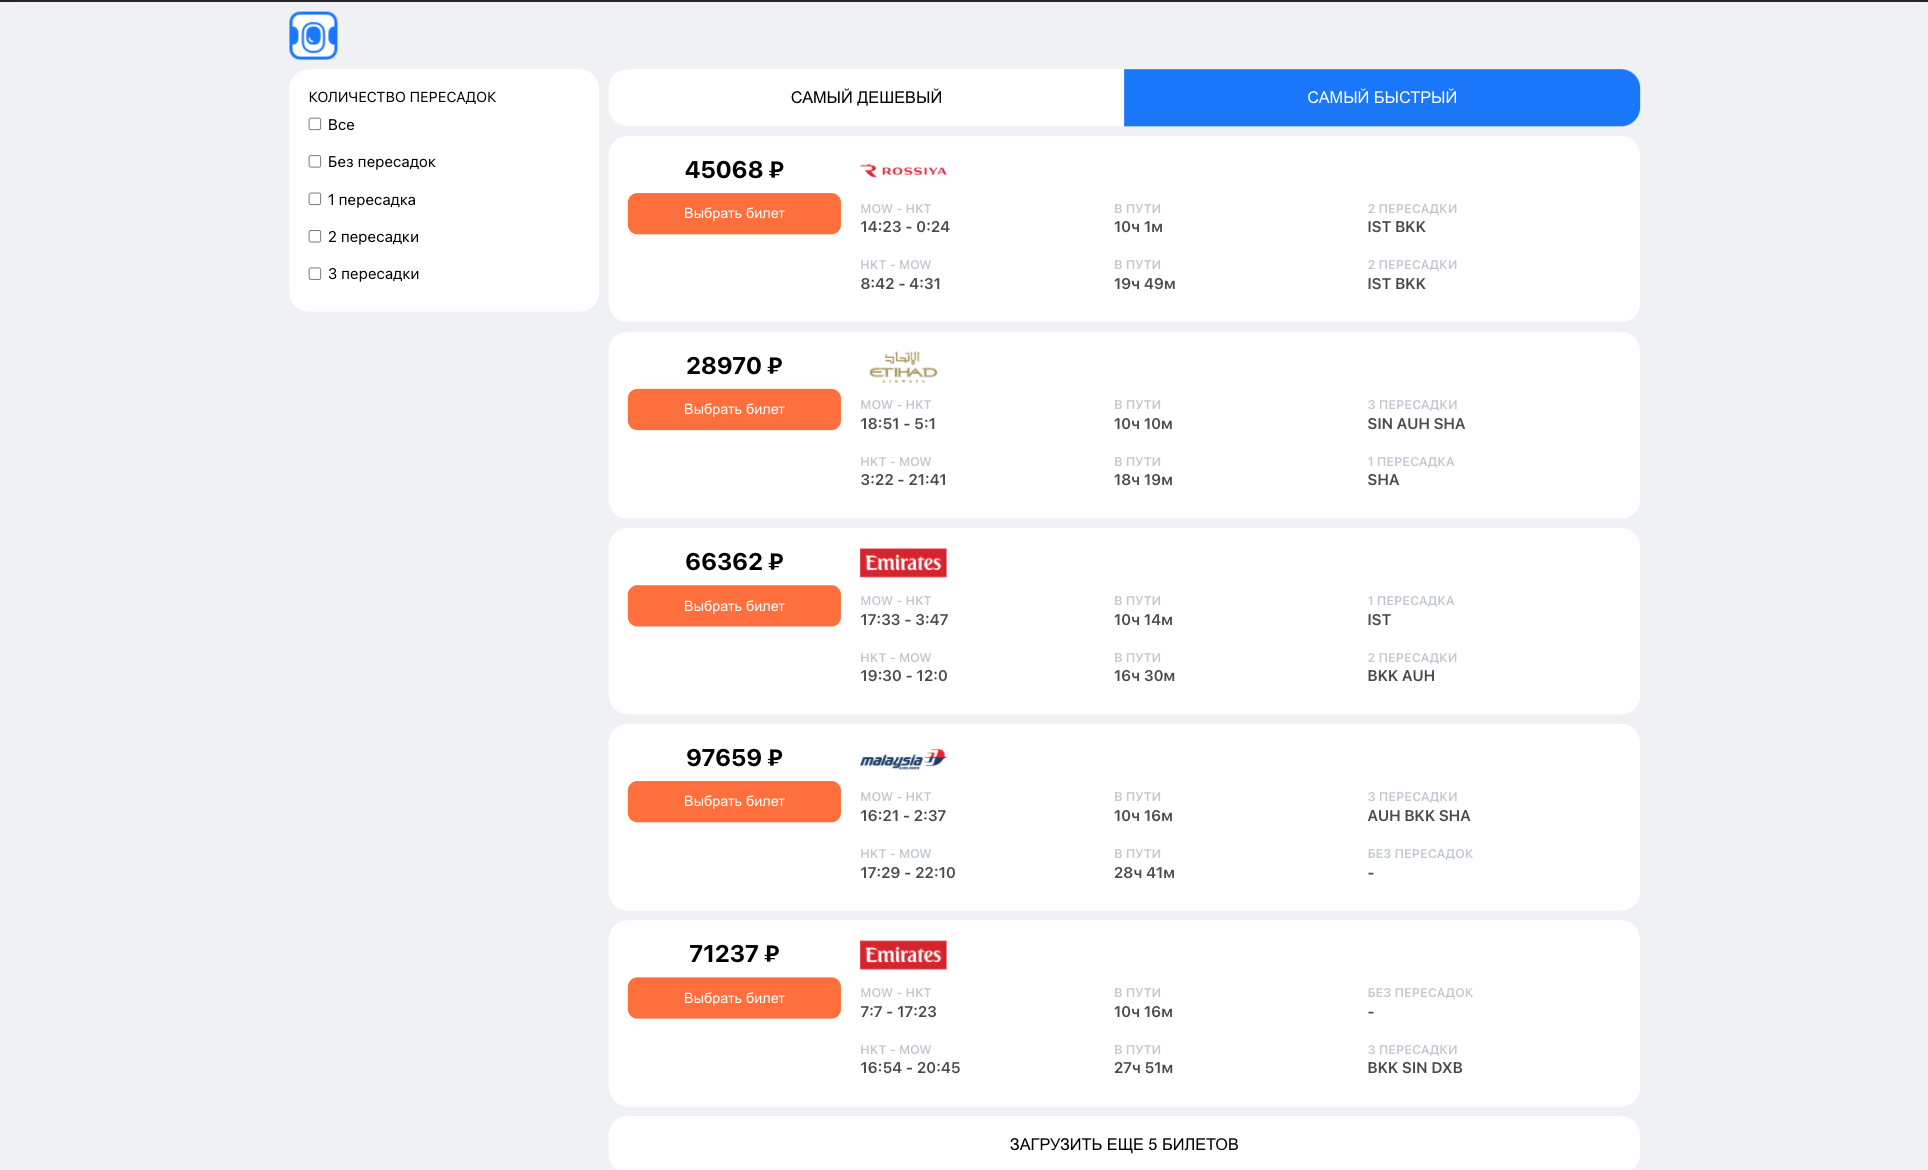 КОЛИЧЕСТВО ПЕРЕСАДОК
Все
Без пересадок
1 пересадка
2 пересадки
3 пересадки
САМЫЙ ДЕШЕВЫЙ
САМЫЙ БЫСТРЫЙ
45068 ₽
Выбрать билет
ROSSIYA
MOW - HKT
14:23 - 0:24
В ПУТИ
10ч 1м
2 ПЕРЕСАДКИ
IST BKK
HKT - MOW
8:42 - 4:31
В ПУТИ
19ч 49м
2 ПЕРЕСАДКИ
IST BKK
28970 ₽
Выбрать билет
الإتحاد
ETIHAD
AIRWAYS
MOW - HKT
18:51 - 5:1
В ПУТИ
10ч 10м
3 ПЕРЕСАДКИ
SIN AUH SHA
HKT - MOW
3:22 - 21:41
В ПУТИ
18ч 19м
1 ПЕРЕСАДКА
SHA
66362 ₽
Выбрать билет
Emirates
MOW - HKT
17:33 - 3:47
В ПУТИ
10ч 14м
1 ПЕРЕСАДКА
IST
HKT - MOW
19:30 - 12:0
В ПУТИ
16ч 30м
2 ПЕРЕСАДКИ
BKK AUH
97659 ₽
Выбрать билет
malaysia
MOW - HKT
16:21 - 2:37
В ПУТИ
10ч 16м
3 ПЕРЕСАДКИ
AUH BKK SHA
HKT - MOW
17:29 - 22:10
В ПУТИ
28ч 41м
БЕЗ ПЕРЕСАДОК
-
71237 ₽
Выбрать билет
Emirates
MOW - HKT
7:7 - 17:23
В ПУТИ
10ч 16м
БЕЗ ПЕРЕСАДОК
-
HKT - MOW
16:54 - 20:45
В ПУТИ
27ч 51м
3 ПЕРЕСАДКИ
BKK SIN DXB
ЗАГРУЗИТЬ ЕЩЕ 5 БИЛЕТОВ